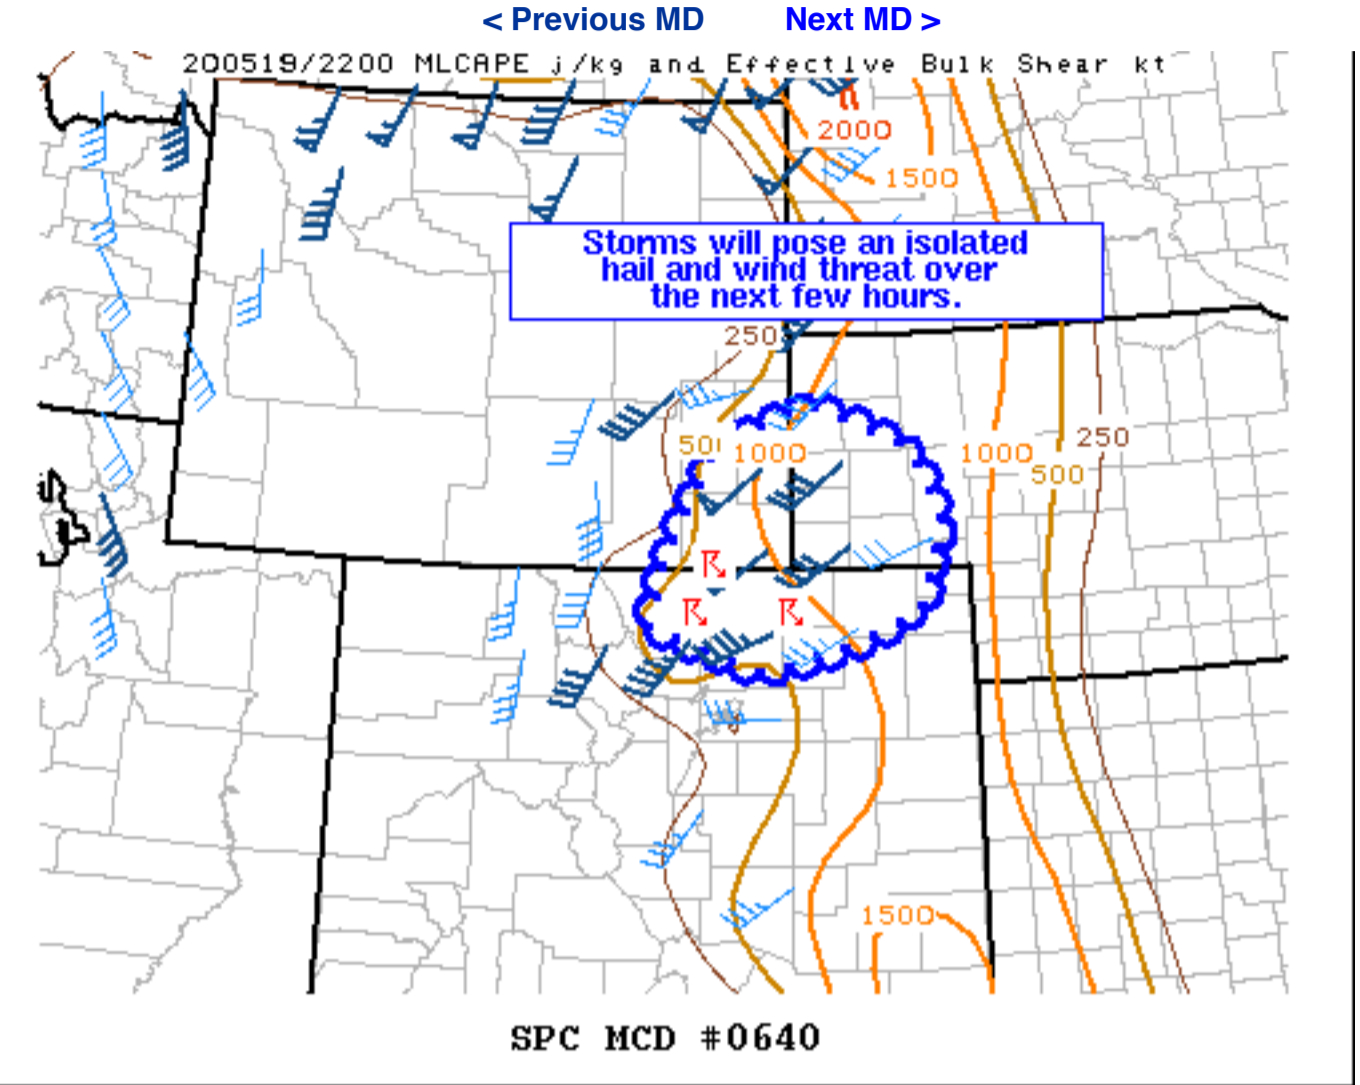 < Previous MD Next MD >
200519/2200 MLCAPE j/kg and Effective Bulk Shear kt
2000
1500
Storms will pose an isolated
hail and wind threat over
the next few hours.
250
250
500
1000
1000
500
1500
SPC MCD #0640